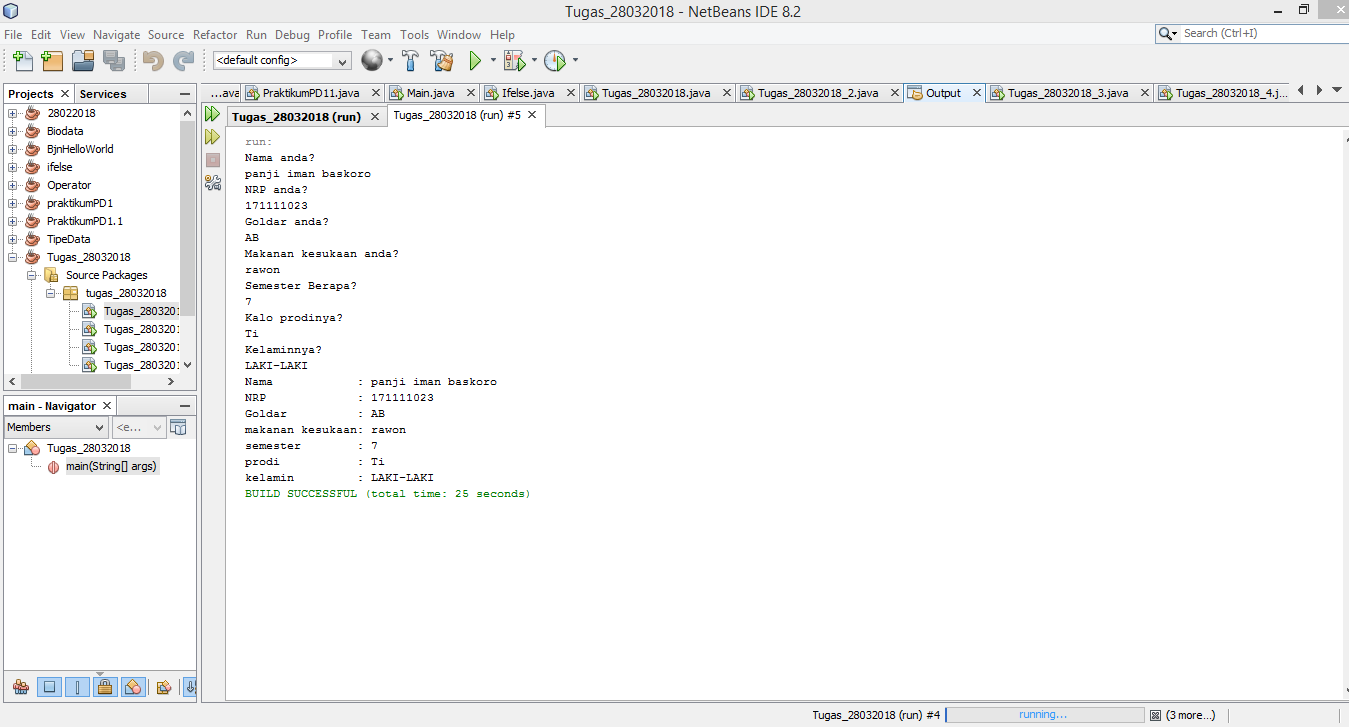 Tugas_28032018 - NetBeans IDE 8.2
File Edit View Navigate Source Refactor Run Debug Profile Team Tools Window Help
Search (Ctrl+I)
<default config>
Projects Services
...ava PraktikumPD11.java Main.java Ifelse.java Tugas_28032018.java Tugas_28032018_2.java Output Tugas_28032018_3.java Tugas_28032018_4.j...
Tugas_28032018 (run) Tugas_28032018 (run) #5
28022018
Biodata
BjnHelloWorld
ifelse
Operator
praktikumPD1
PraktikumPD1.1
TipeData
Tugas_28032018
Source Packages
tugas_28032018
Tugas_2803201
Tugas_2803201
Tugas_2803201
Tugas_2803201
main - Navigator
Members <e...
Tugas_28032018
main(String[] args)
run:
Nama anda?
panji iman baskoro
NRP anda?
171111023
Goldar anda?
AB
Makanan kesukaan anda?
rawon
Semester Berapa?
7
Kalo prodinya?
Ti
Kelaminnya?
LAKI-LAKI
Nama : panji iman baskoro
NRP : 171111023
Goldar : AB
makanan kesukaan: rawon
semester : 7
prodi : Ti
kelamin : LAKI-LAKI
BUILD SUCCESSFUL (total time: 25 seconds)
Tugas_28032018 (run) #4 running... (3 more...)